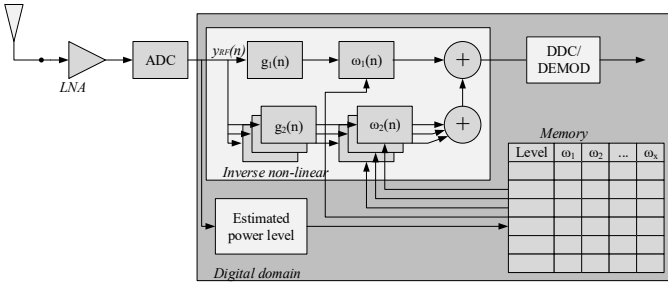 LNA
ADC
y_RF(n)
g₁(n)
ω₁(n)
+
DDC/
DEMOD
g₂(n)
ω₂(n)
+
Inverse non-linear
Memory
Level ω₁ ω₂ ... ωₓ
Estimated
power level
Digital domain